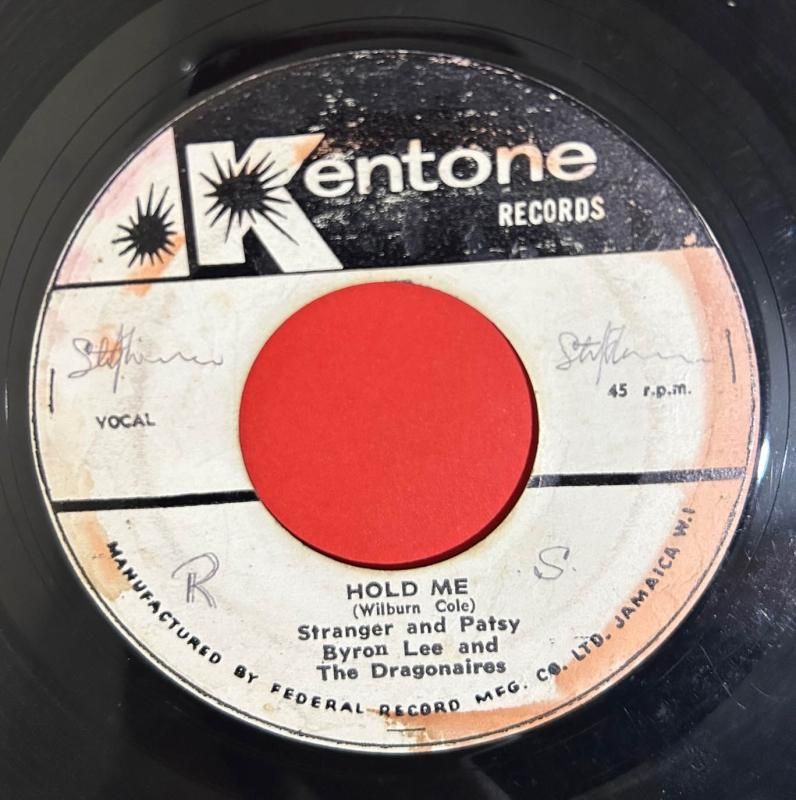 Kentone
RECORDS
VOCAL
45 r.p.m.
R
S.
HOLD ME
(Wilburn Cole)
Stranger and Patsy
Byron Lee and
The Dragonaires
MANUFACTURED BY FEDERAL RECORD MFG. CO. LTD. JAMAICA W.I